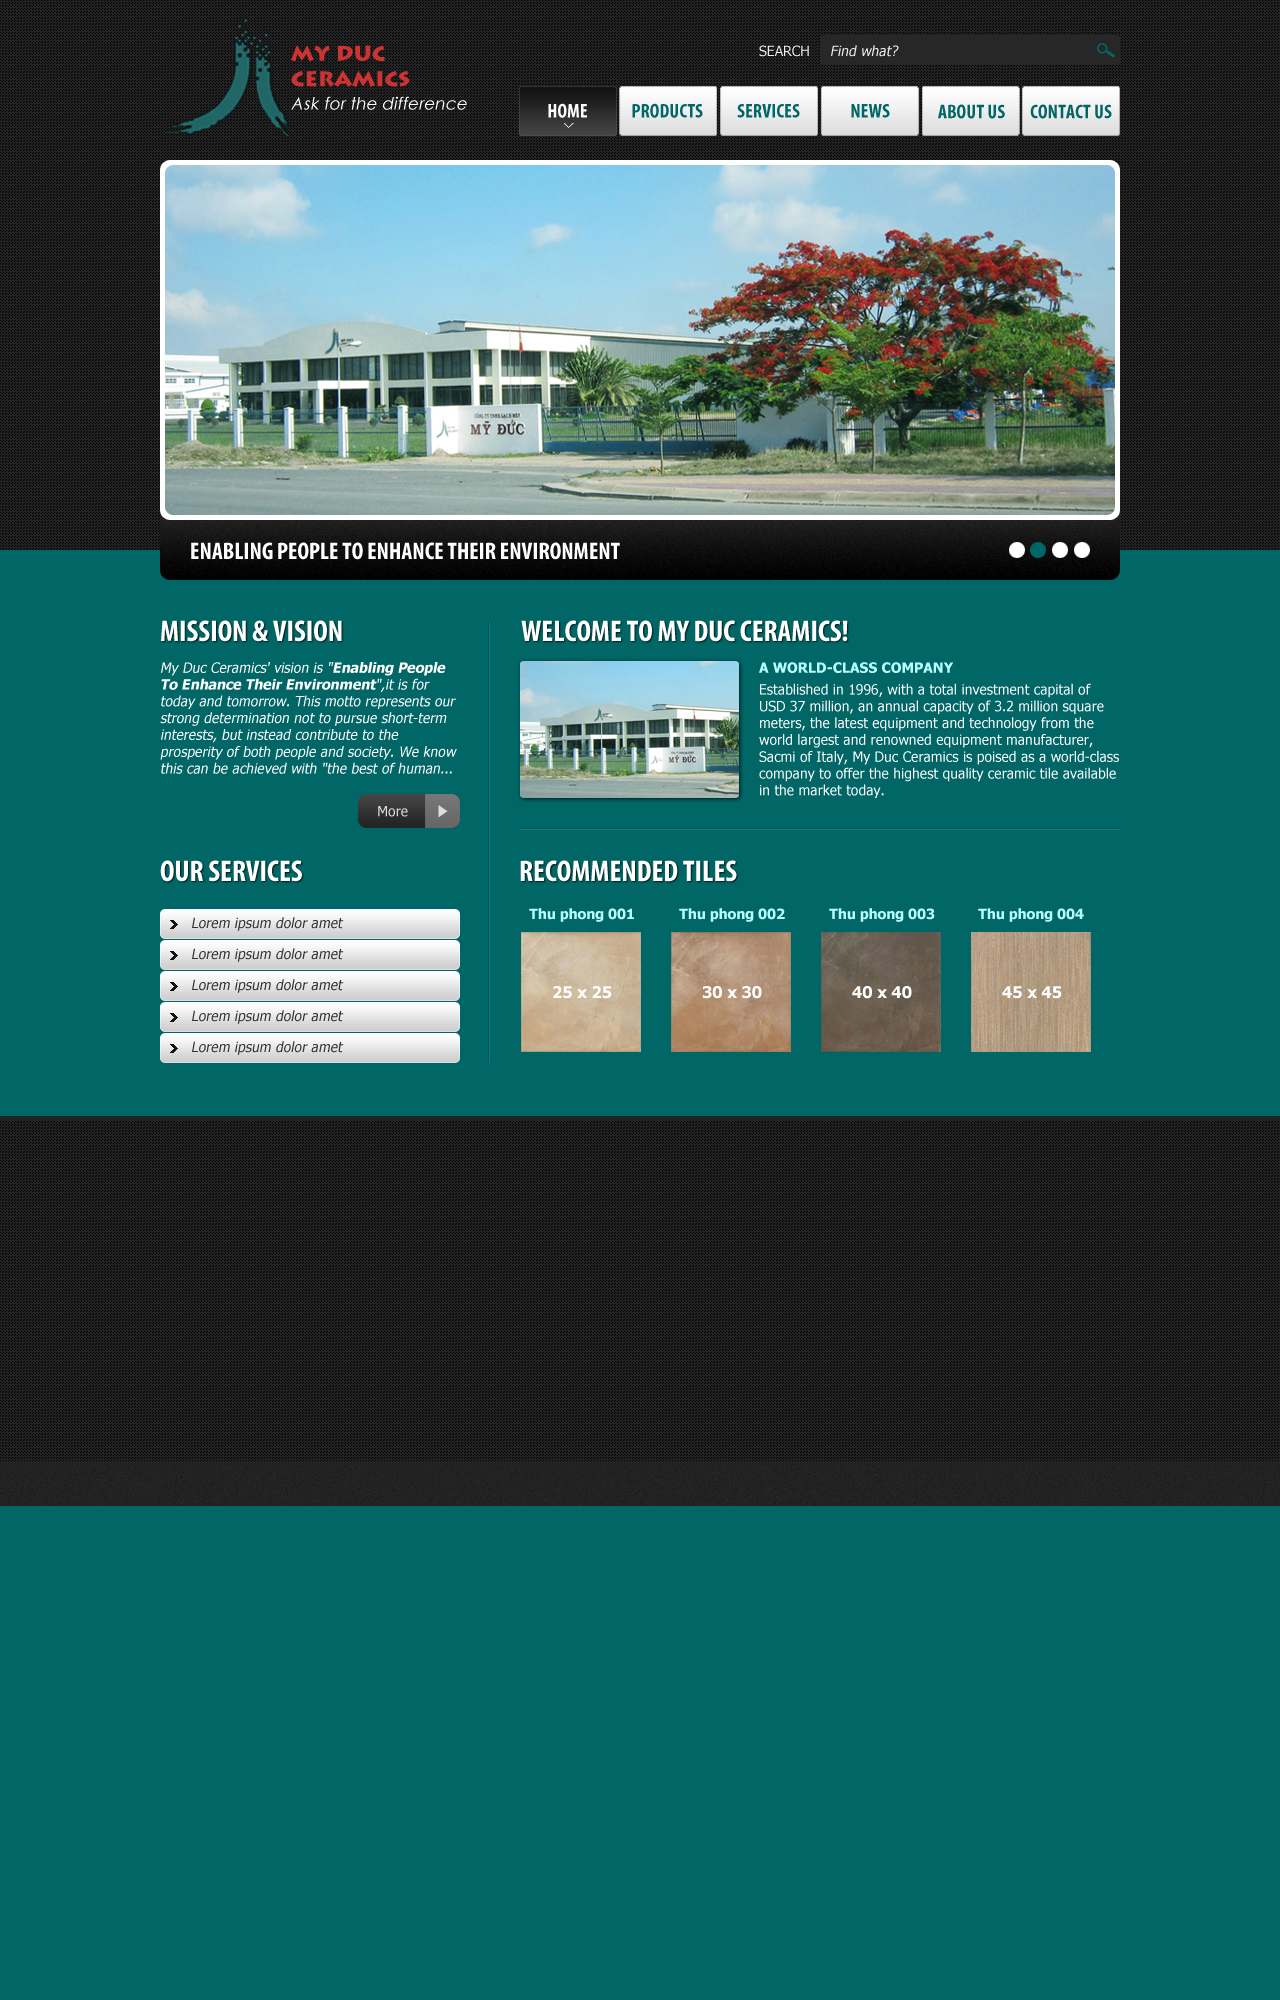 MY DUC
CERAMICS
Ask for the difference
SEARCH
Find what?
HOME
PRODUCTS
SERVICES
NEWS
ABOUT US
CONTACT US
CÔNG TY TNHH GẠCH MEN
MỸ ĐỨC
ENABLING PEOPLE TO ENHANCE THEIR ENVIRONMENT
MISSION & VISION
My Duc Ceramics' vision is "Enabling People
To Enhance Their Environment",it is for
today and tomorrow. This motto represents our
strong determination not to pursue short-term
interests, but instead contribute to the
prosperity of both people and society. We know
this can be achieved with "the best of human...
More
WELCOME TO MY DUC CERAMICS!
MỸ ĐỨC
A WORLD-CLASS COMPANY
Established in 1996, with a total investment capital of
USD 37 million, an annual capacity of 3.2 million square
meters, the latest equipment and technology from the
world largest and renowned equipment manufacturer,
Sacmi of Italy, My Duc Ceramics is poised as a world-class
company to offer the highest quality ceramic tile available
in the market today.
OUR SERVICES
Lorem ipsum dolor amet
Lorem ipsum dolor amet
Lorem ipsum dolor amet
Lorem ipsum dolor amet
Lorem ipsum dolor amet
RECOMMENDED TILES
Thu phong 001
Thu phong 002
Thu phong 003
Thu phong 004
25 x 25
30 x 30
40 x 40
45 x 45